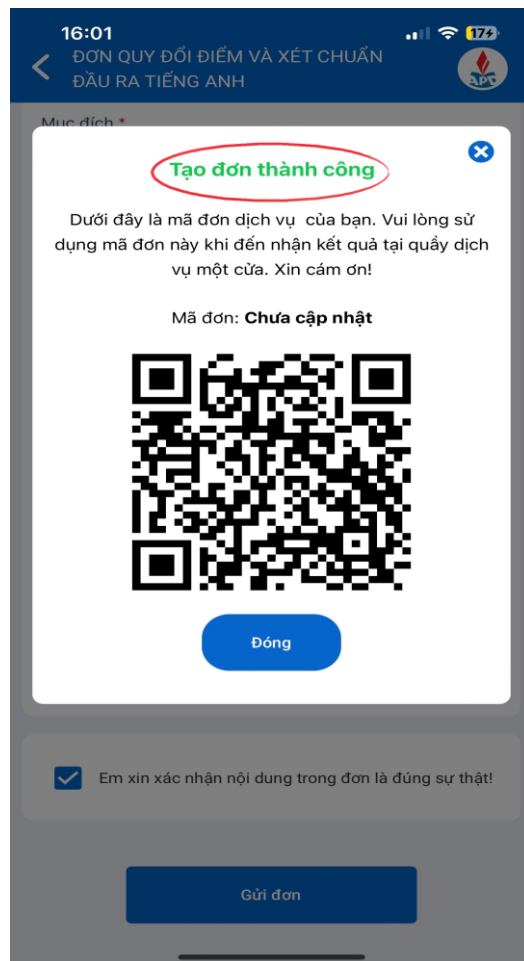 16:01
174
ĐƠN QUY ĐỔI ĐIỂM VÀ XÉT CHUẨN
ĐẦU RA TIẾNG ANH
APD
Mục đích *
Tạo đơn thành công
Dưới đây là mã đơn dịch vụ của bạn. Vui lòng sử
dụng mã đơn này khi đến nhận kết quả tại quầy dịch
vụ một cửa. Xin cám ơn!
Mã đơn: Chưa cập nhật
Đóng
Em xin xác nhận nội dung trong đơn là đúng sự thật!
Gửi đơn